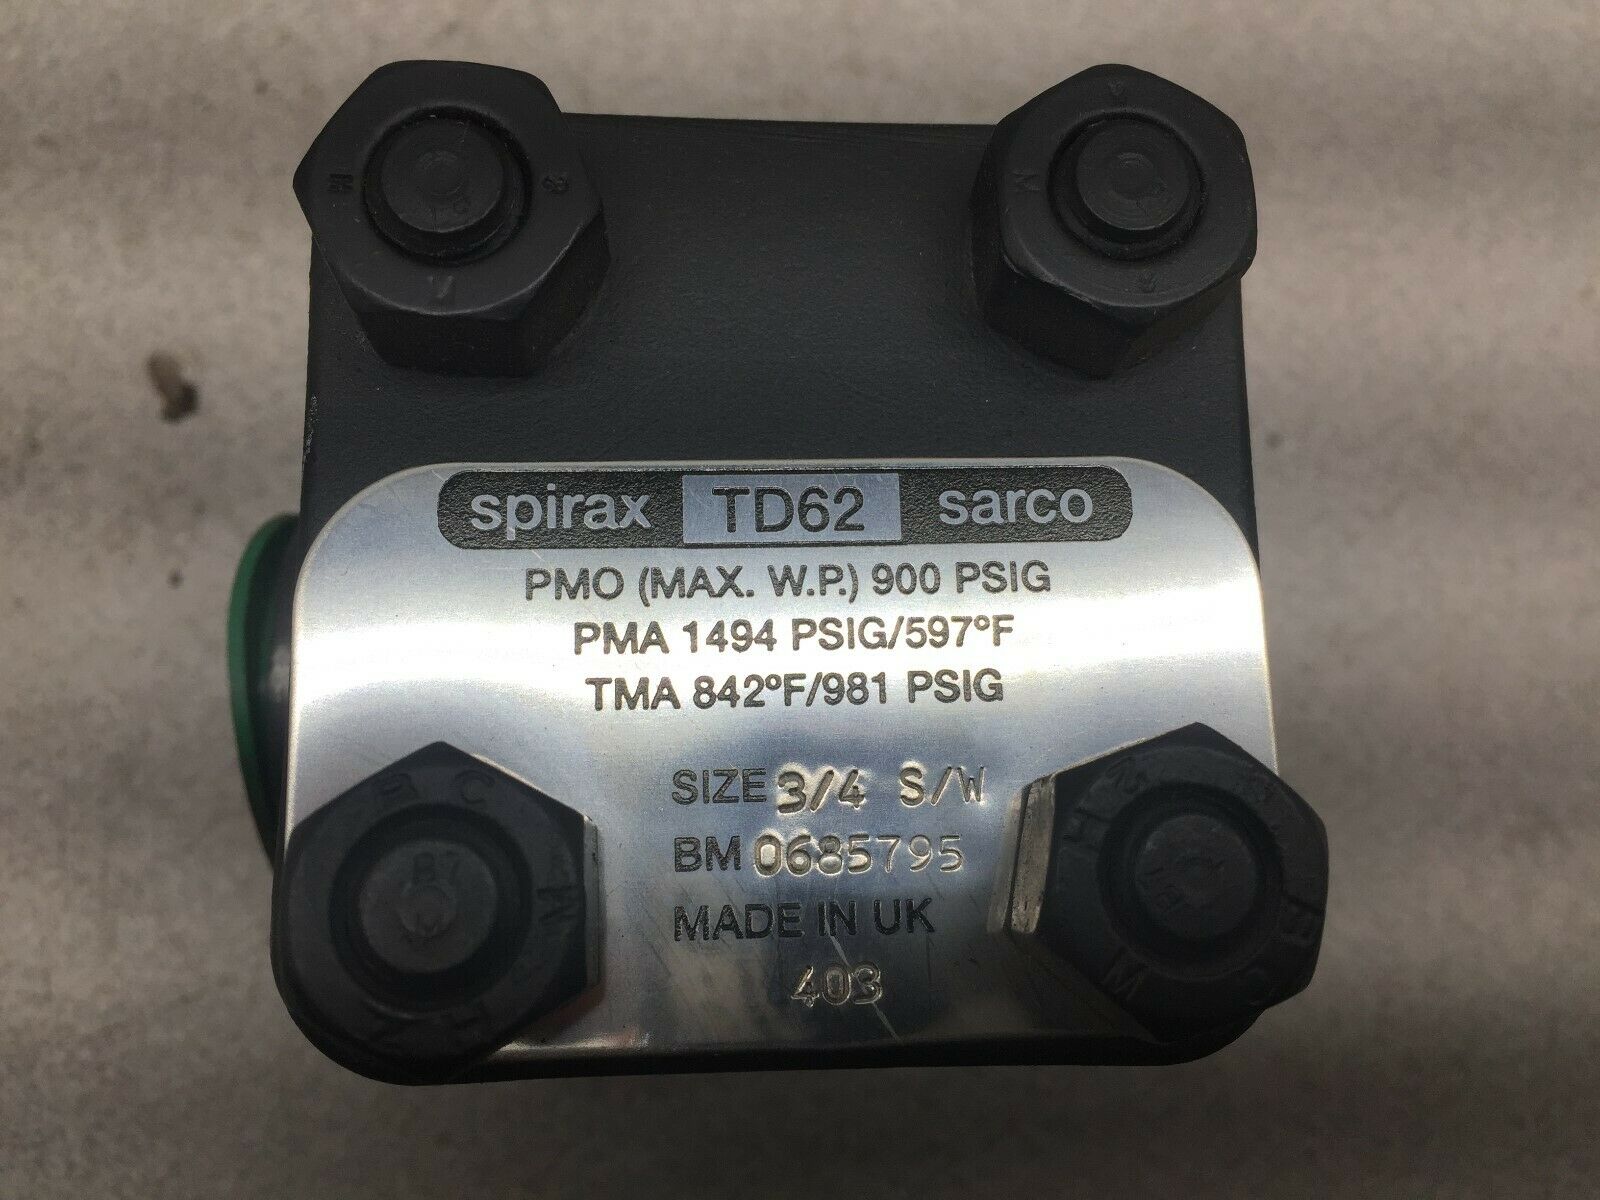 spirax TD62 sarco
PMO (MAX. W.P.) 900 PSIG
PMA 1494 PSIG/597°F
TMA 842°F/981 PSIG
SIZE 3/4 S/W
BM 0685795
MADE IN UK
403
B7